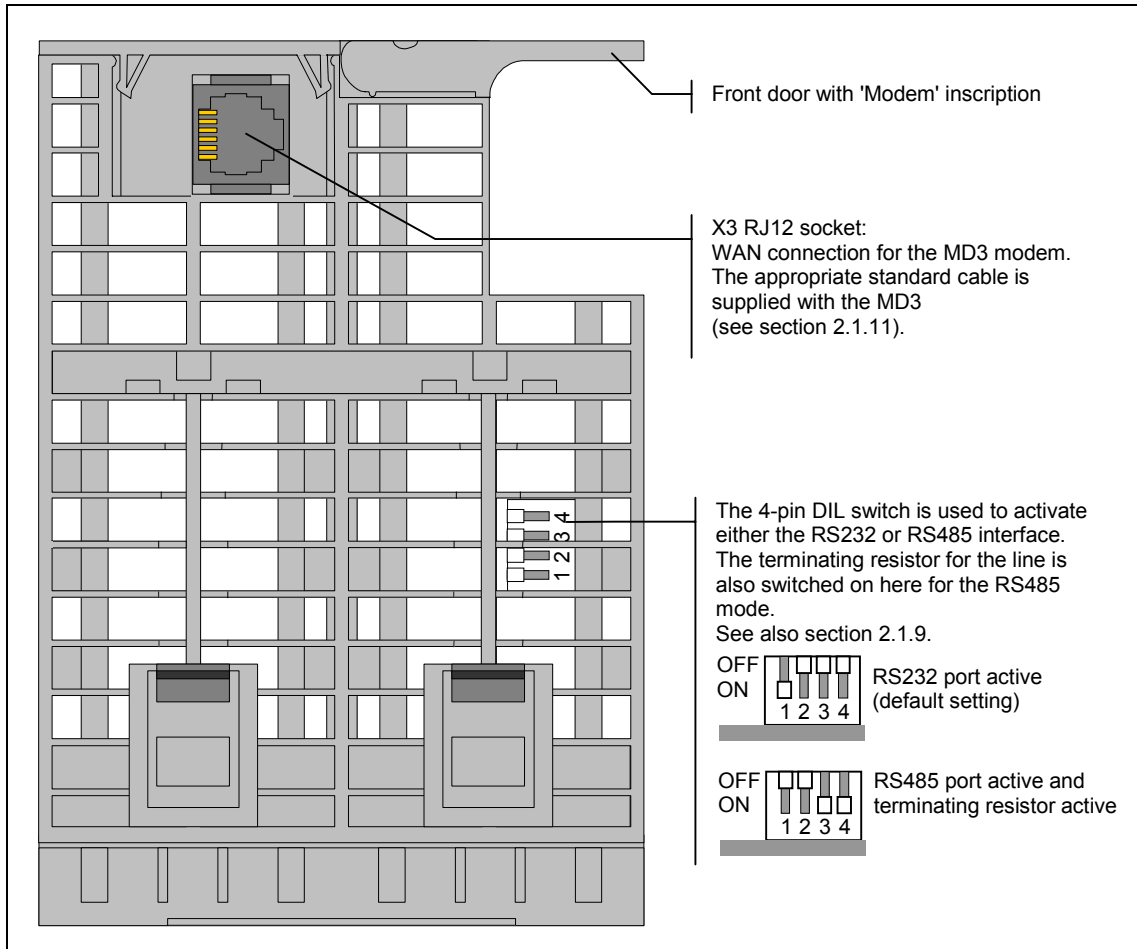 Front door with 'Modem' inscription
X3 RJ12 socket:
WAN connection for the MD3 modem.
The appropriate standard cable is
supplied with the MD3
(see section 2.1.11).
4
3
2
1
The 4-pin DIL switch is used to activate
either the RS232 or RS485 interface.
The terminating resistor for the line is
also switched on here for the RS485
mode.
See also section 2.1.9.
OFF
ON
1 2 3 4
RS232 port active
(default setting)
OFF
ON
1 2 3 4
RS485 port active and
terminating resistor active